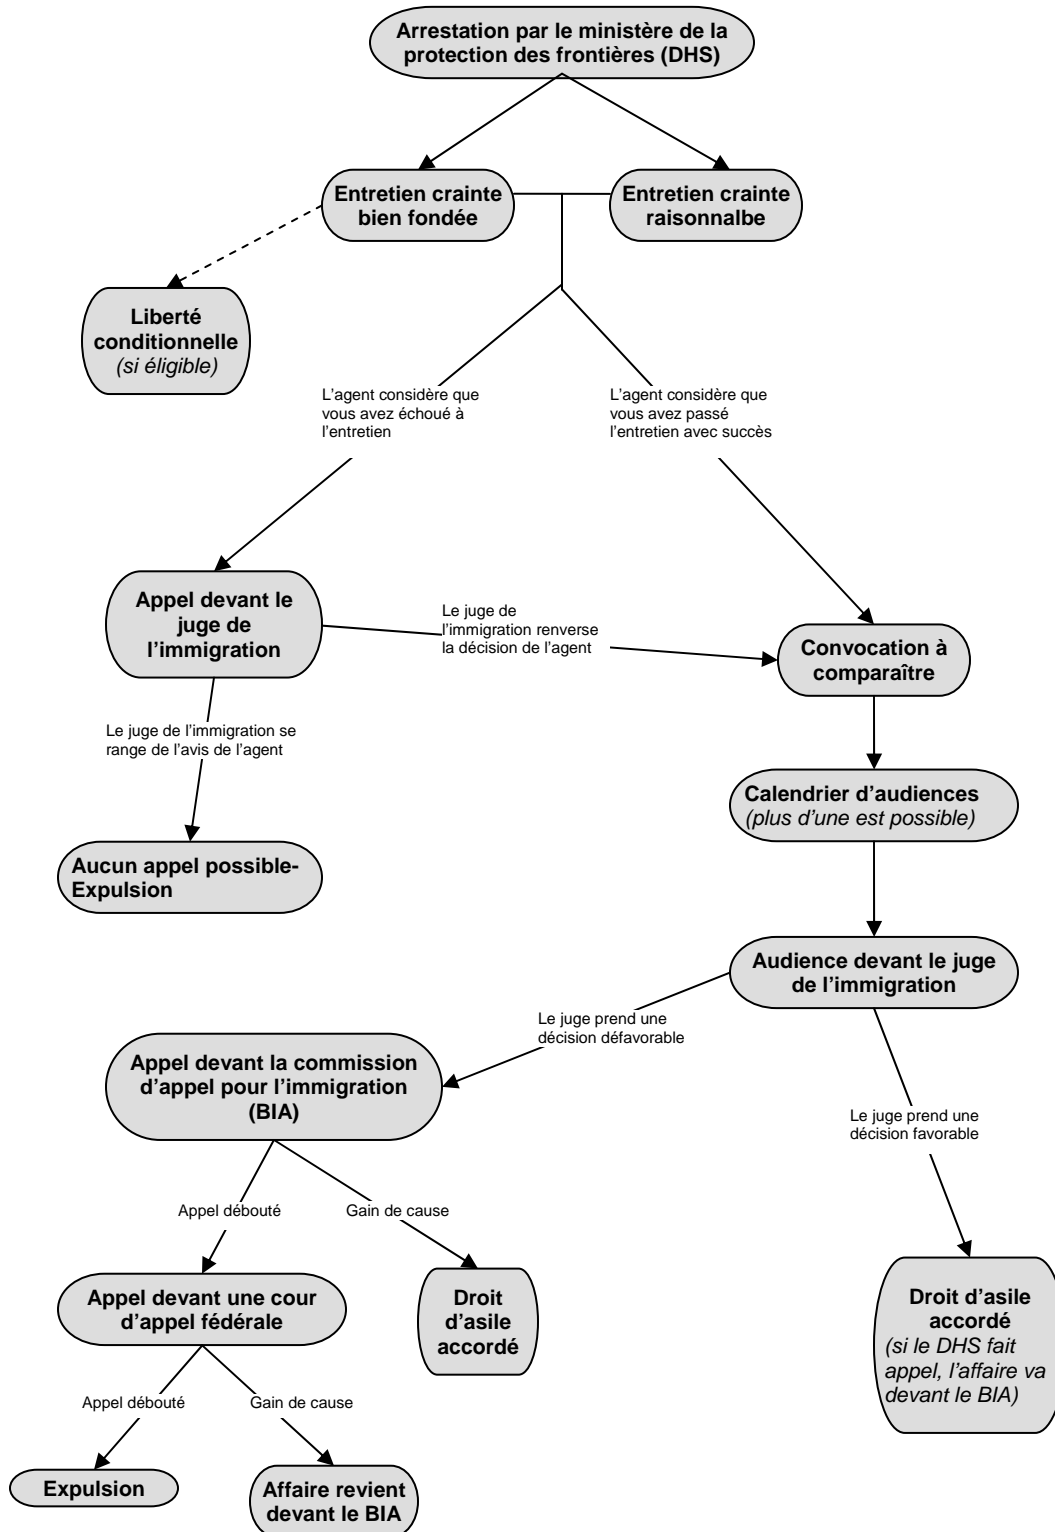 Arrestation par le ministère de la
protection des frontières (DHS)
Entretien crainte
bien fondée
Entretien crainte
raisonnalbe
Liberté
conditionnelle
(si éligible)
L'agent considère que
vous avez échoué à
l'entretien
L'agent considère que
vous avez passé
l'entretien avec succès
Appel devant le
juge de
l'immigration
Le juge de
l'immigration renverse
la décision de l'agent
Convocation à
comparaître
Le juge de l'immigration se
range de l'avis de l'agent
Calendrier d'audiences
(plus d'une est possible)
Aucun appel possible-
Expulsion
Audience devant le juge
de l'immigration
Le juge prend une
décision défavorable
Appel devant la commission
d'appel pour l'immigration
(BIA)
Le juge prend une
décision favorable
Appel débouté
Gain de cause
Appel devant une cour
d'appel fédérale
Droit
d'asile
accordé
Droit d'asile
accordé
(si le DHS fait
appel, l'affaire va
devant le BIA)
Appel débouté
Gain de cause
Expulsion
Affaire revient
devant le BIA